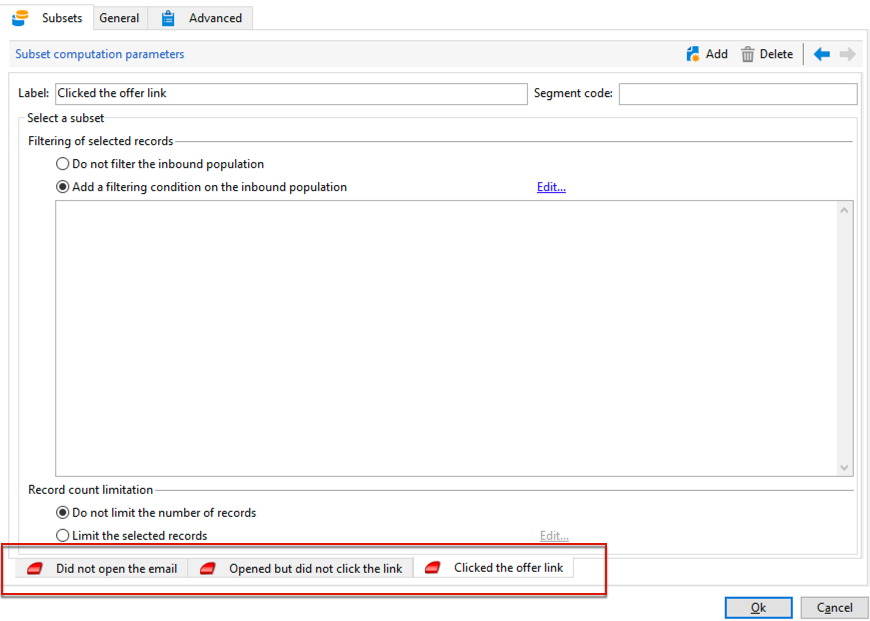 Subsets General Advanced
Subset computation parameters Add Delete
Label: Clicked the offer link Segment code:
Select a subset
Filtering of selected records
Do not filter the inbound population
Add a filtering condition on the inbound population Edit...
Record count limitation
Do not limit the number of records
Limit the selected records Edit...
Did not open the email Opened but did not click the link Clicked the offer link
Ok Cancel